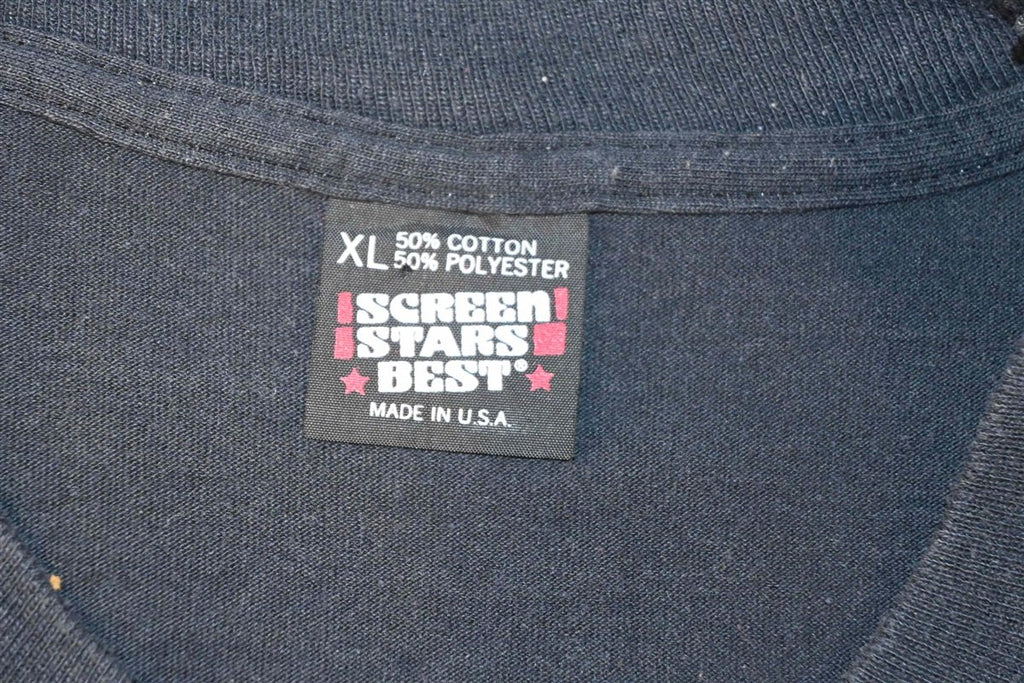 XL 50% COTTON
50% POLYESTER
SCREEN
STARS
BEST®
MADE IN U.S.A.